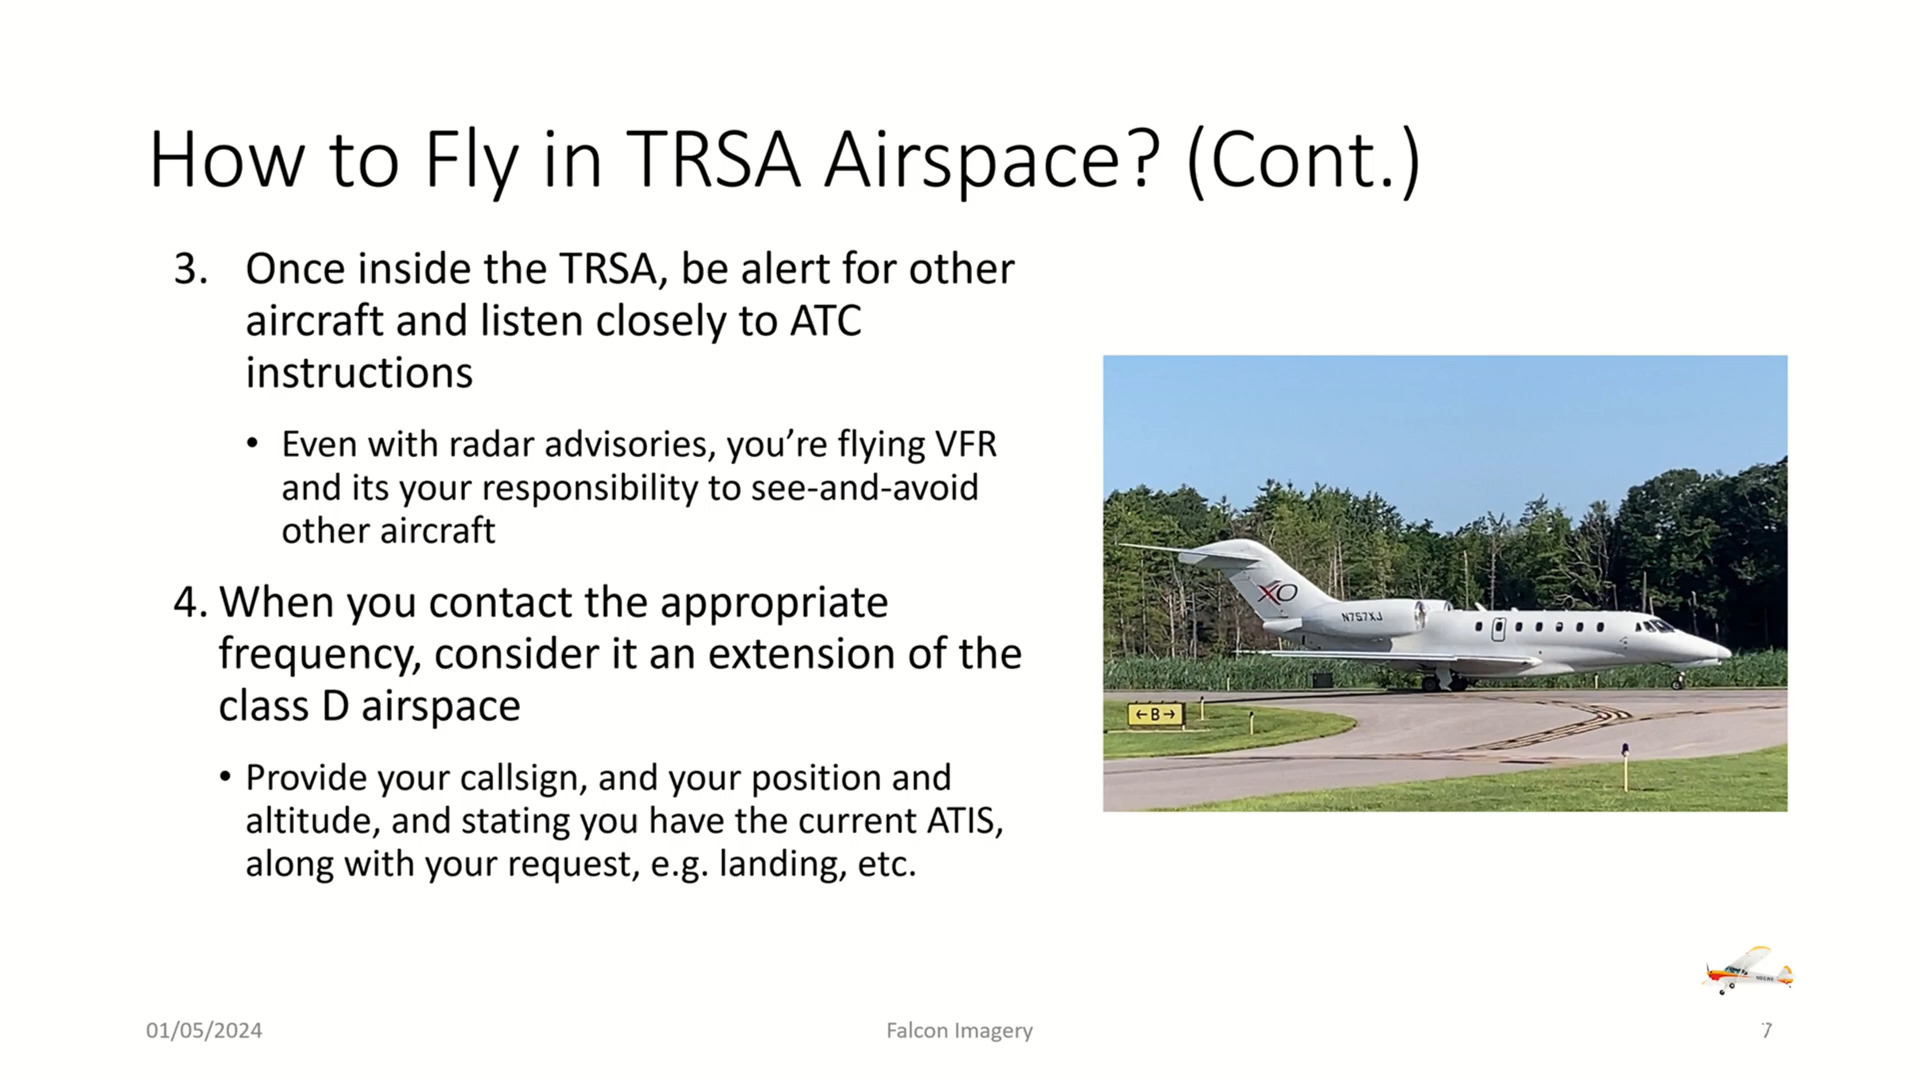 How to Fly in TRSA Airspace? (Cont.)
3. Once inside the TRSA, be alert for other
aircraft and listen closely to ATC
instructions
• Even with radar advisories, you’re flying VFR
and its your responsibility to see-and-avoid
other aircraft
4. When you contact the appropriate
frequency, consider it an extension of the
class D airspace
• Provide your callsign, and your position and
altitude, and stating you have the current ATIS,
along with your request, e.g. landing, etc.
XO
N757XJ
←B→
01/05/2024
Falcon Imagery
7